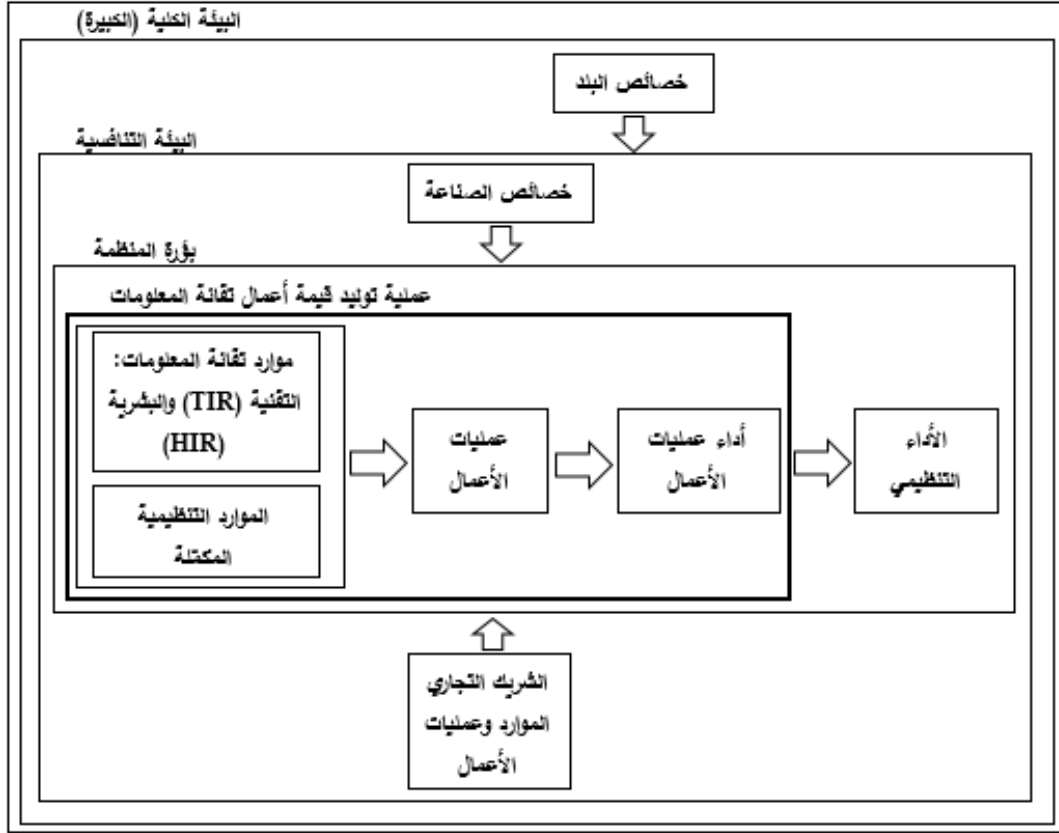 البيئة الكلية (الكبيرة)
خصائص البلد
البيئة التنافسية
خصائص الصناعة
بؤرة المنظمة
عملية توليد قيمة أعمال تقانة المعلومات
موارد تقانة المعلومات:
التقنية (TIR) والبشرية
(HIR)
الموارد التنظيمية
المكملة
عمليات
الأعمال
أداء عمليات
الأعمال
الأداء
التنظيمي
الشريك التجاري
الموارد وعمليات
الأعمال